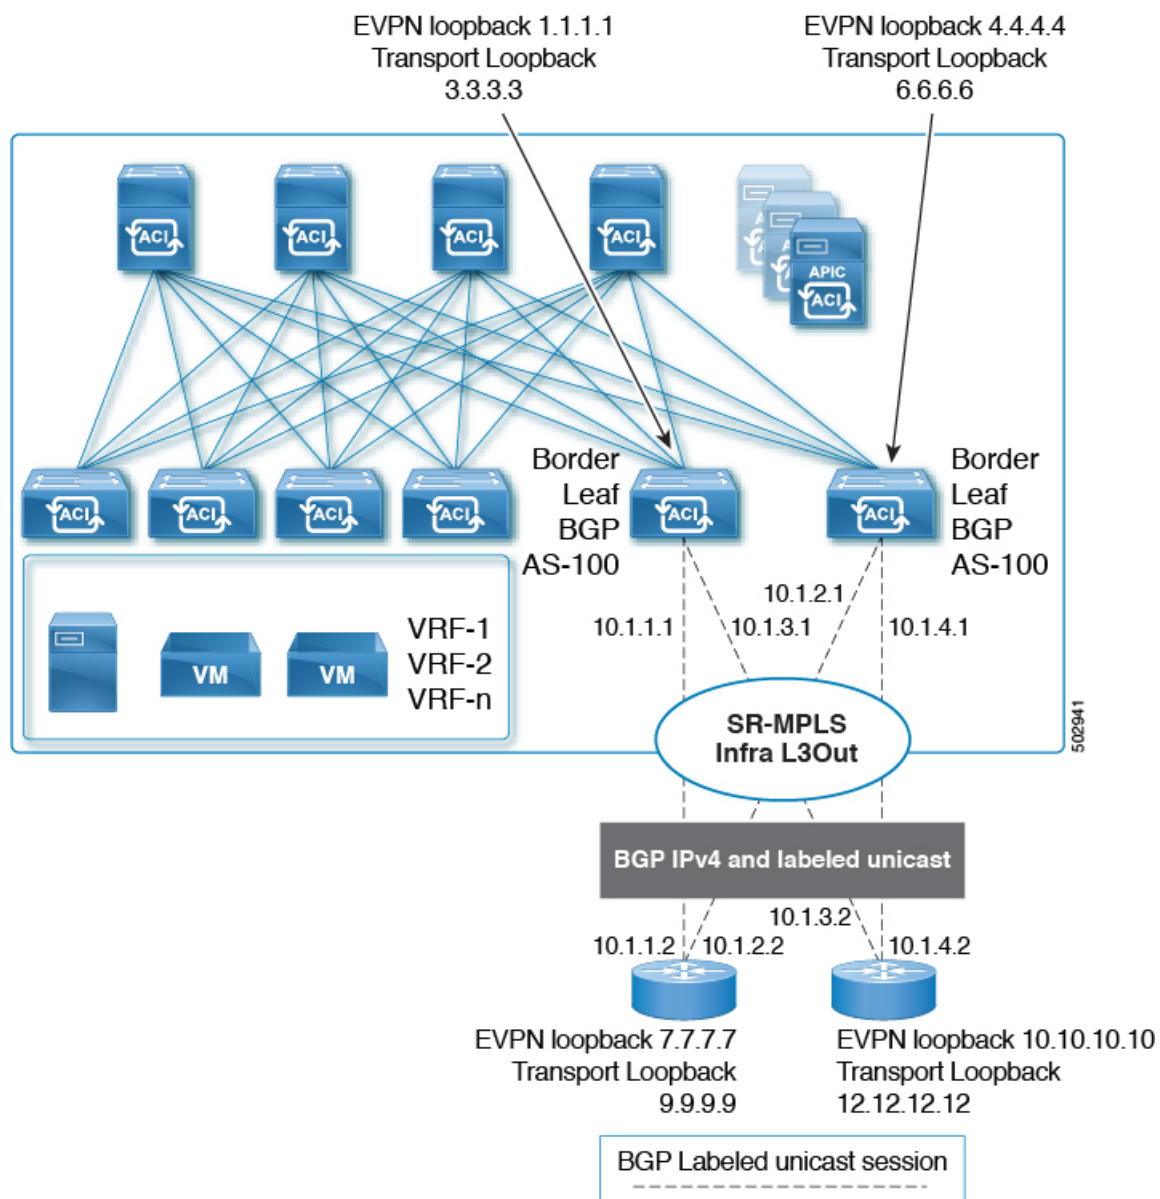 EVPN loopback 1.1.1.1
Transport Loopback
3.3.3.3
EVPN loopback 4.4.4.4
Transport Loopback
6.6.6.6
ACI
ACI
ACI
ACI
A
A
APIC
ACI
ACI
ACI
ACI
ACI
Border
Leaf
BGP
AS-100
ACI
ACI
Border
Leaf
BGP
AS-100
VM
VM
VRF-1
VRF-2
VRF-n
10.1.1.1
10.1.3.1
10.1.2.1
10.1.4.1
SR-MPLS
Infra L3Out
502941
BGP IPv4 and labeled unicast
10.1.1.2
10.1.2.2
10.1.3.2
10.1.4.2
EVPN loopback 7.7.7.7
Transport Loopback
9.9.9.9
EVPN loopback 10.10.10.10
Transport Loopback
12.12.12.12
BGP Labeled unicast session